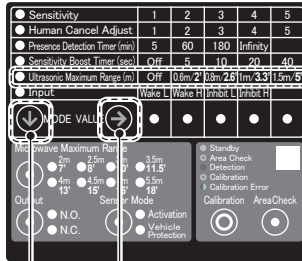 Sensitivity 1 2 3 4 5
Human Cancel Adjust 1 2 3 4 5
Presence Detection Timer (min) 5 60 180 Infinity
Sensitivity Boost Timer (sec) Off 5 10 20 40
Ultrasonic Maximum Range (m) Off 0.6m/2' 0.8m/2.6' 1m/3.3' 1.5m/5'
Input Wake L Wake H Inhibit L Inhibit H
MODE VALUE
Microwave Maximum Range
2m 2.5m 3m 3.5m
7' 8' 10' 11.5'
4m 4.5m 5m 5.5m
13' 15' 18'
Output Sensor Mode
N.O. Activation
N.C. Vehicle Protection
Standby
Area Check
Detection
Calibration
Calibration Error
Calibration AreaCheck